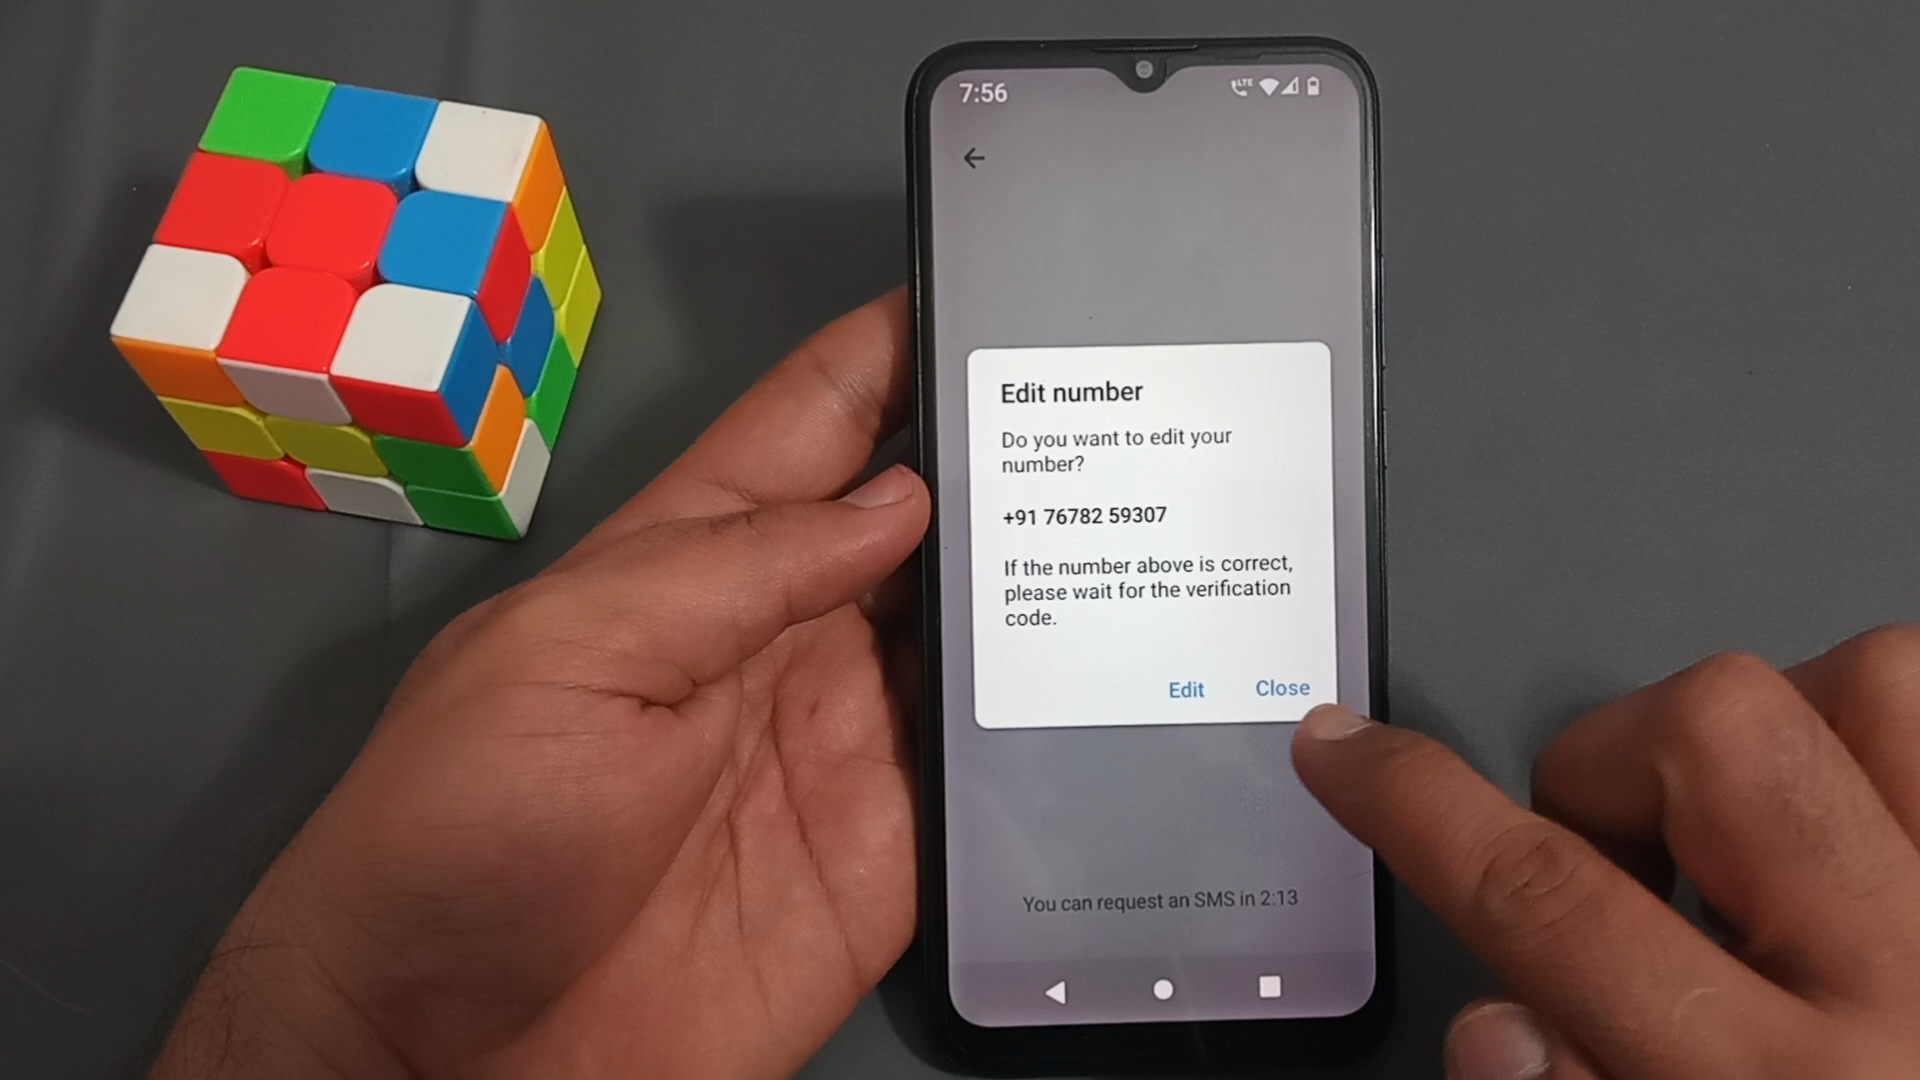 7:56
LTE
Edit number
Do you want to edit your
number?
+91 76782 59307
If the number above is correct,
please wait for the verification
code.
Edit Close
You can request an SMS in 2:13